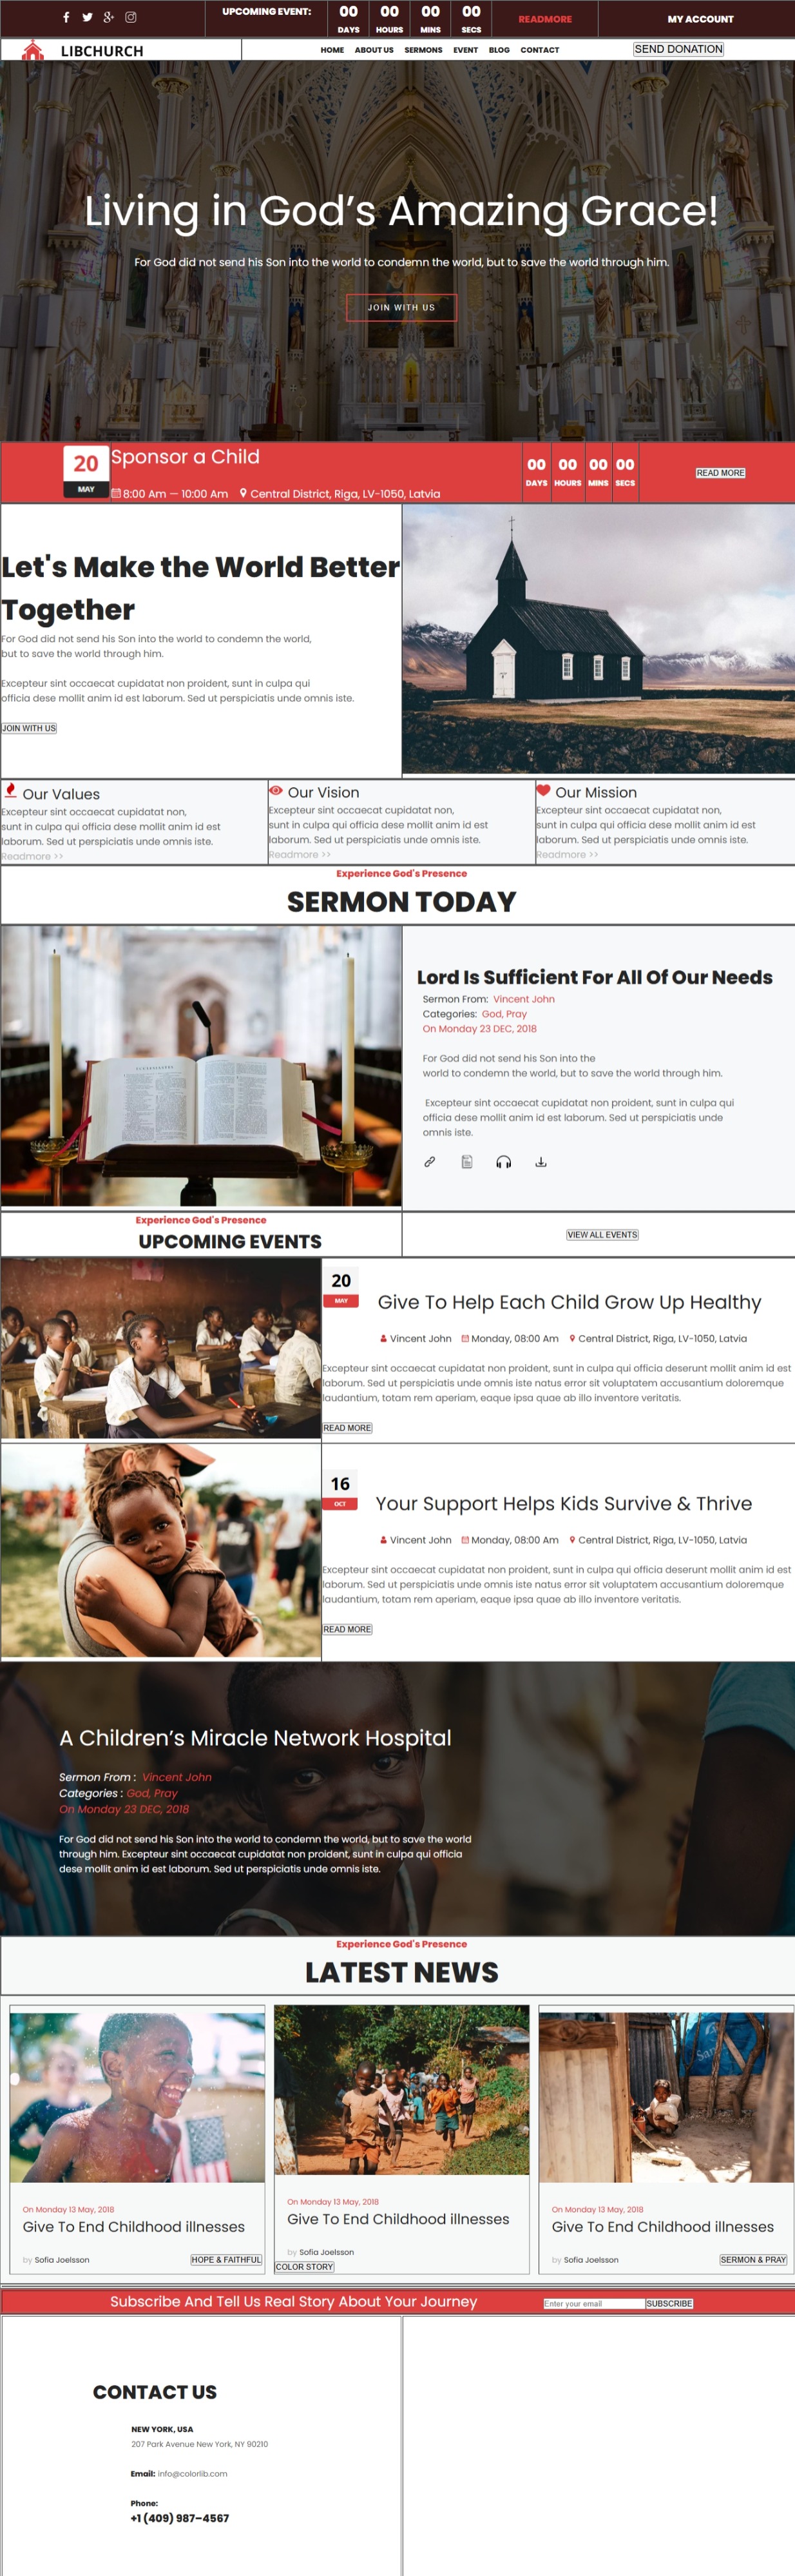 UPCOMING EVENT:
00 00 00 00
DAYS HOURS MINS SECS
READMORE
MY ACCOUNT
LIBCHURCH
HOME ABOUT US SERMONS EVENT BLOG CONTACT
SEND DONATION
Living in God's Amazing Grace!
For God did not send his Son into the world to condemn the world, but to save the world through him.
JOIN WITH US
20
MAY
Sponsor a Child
8:00 Am — 10:00 Am Central District, Riga, LV-1050, Latvia
00 00 00 00
DAYS HOURS MINS SECS
READ MORE
Let's Make the World Better
Together
For God did not send his Son into the world to condemn the world,
but to save the world through him.
Excepteur sint occaecat cupidatat non proident, sunt in culpa qui
officia dese mollit anim id est laborum. Sed ut perspiciatis unde omnis iste.
JOIN WITH US
Our Values
Excepteur sint occaecat cupidatat non,
sunt in culpa qui officia dese mollit anim id est
laborum. Sed ut perspiciatis unde omnis iste.
Readmore >>
Our Vision
Excepteur sint occaecat cupidatat non,
sunt in culpa qui officia dese mollit anim id est
laborum. Sed ut perspiciatis unde omnis iste.
Readmore >>
Our Mission
Excepteur sint occaecat cupidatat non,
sunt in culpa qui officia dese mollit anim id est
laborum. Sed ut perspiciatis unde omnis iste.
Readmore >>
Experience God's Presence
SERMON TODAY
Lord Is Sufficient For All Of Our Needs
Sermon From: Vincent John
Categories: God, Pray
On Monday 23 DEC, 2018
For God did not send his Son into the
world to condemn the world, but to save the world through him.
Excepteur sint occaecat cupidatat non proident, sunt in culpa qui
officia dese mollit anim id est laborum. Sed ut perspiciatis unde
omnis iste.
Experience God's Presence
UPCOMING EVENTS
VIEW ALL EVENTS
20
MAY
Give To Help Each Child Grow Up Healthy
Vincent John Monday, 08:00 Am Central District, Riga, LV-1050, Latvia
Excepteur sint occaecat cupidatat non proident, sunt in culpa qui officia deserunt mollit anim id est
laborum. Sed ut perspiciatis unde omnis iste natus error sit voluptatem accusantium doloremque
laudantium, totam rem aperiam, eaque ipsa quae ab illo inventore veritatis.
READ MORE
16
OCT
Your Support Helps Kids Survive & Thrive
Vincent John Monday, 08:00 Am Central District, Riga, LV-1050, Latvia
Excepteur sint occaecat cupidatat non proident, sunt in culpa qui officia deserunt mollit anim id est
laborum. Sed ut perspiciatis unde omnis iste natus error sit voluptatem accusantium doloremque
laudantium, totam rem aperiam, eaque ipsa quae ab illo inventore veritatis.
READ MORE
A Children's Miracle Network Hospital
Sermon From : Vincent John
Categories : God, Pray
On Monday 23 DEC, 2018
For God did not send his Son into the world to condemn the world, but to save the world
through him. Excepteur sint occaecat cupidatat non proident, sunt in culpa qui officia
dese mollit anim id est laborum. Sed ut perspiciatis unde omnis iste.
Experience God's Presence
LATEST NEWS
On Monday 13 May, 2018
Give To End Childhood illnesses
by Sofia Joelsson
HOPE & FAITHFUL
On Monday 13 May, 2018
Give To End Childhood illnesses
by Sofia Joelsson
COLOR STORY
On Monday 13 May, 2018
Give To End Childhood illnesses
by Sofia Joelsson
SERMON & PRAY
Subscribe And Tell Us Real Story About Your Journey
Enter your email
SUBSCRIBE
CONTACT US
NEW YORK, USA
207 Park Avenue New York, NY 90210
Email: info@colorlib.com
Phone:
+1 (409) 987–4567